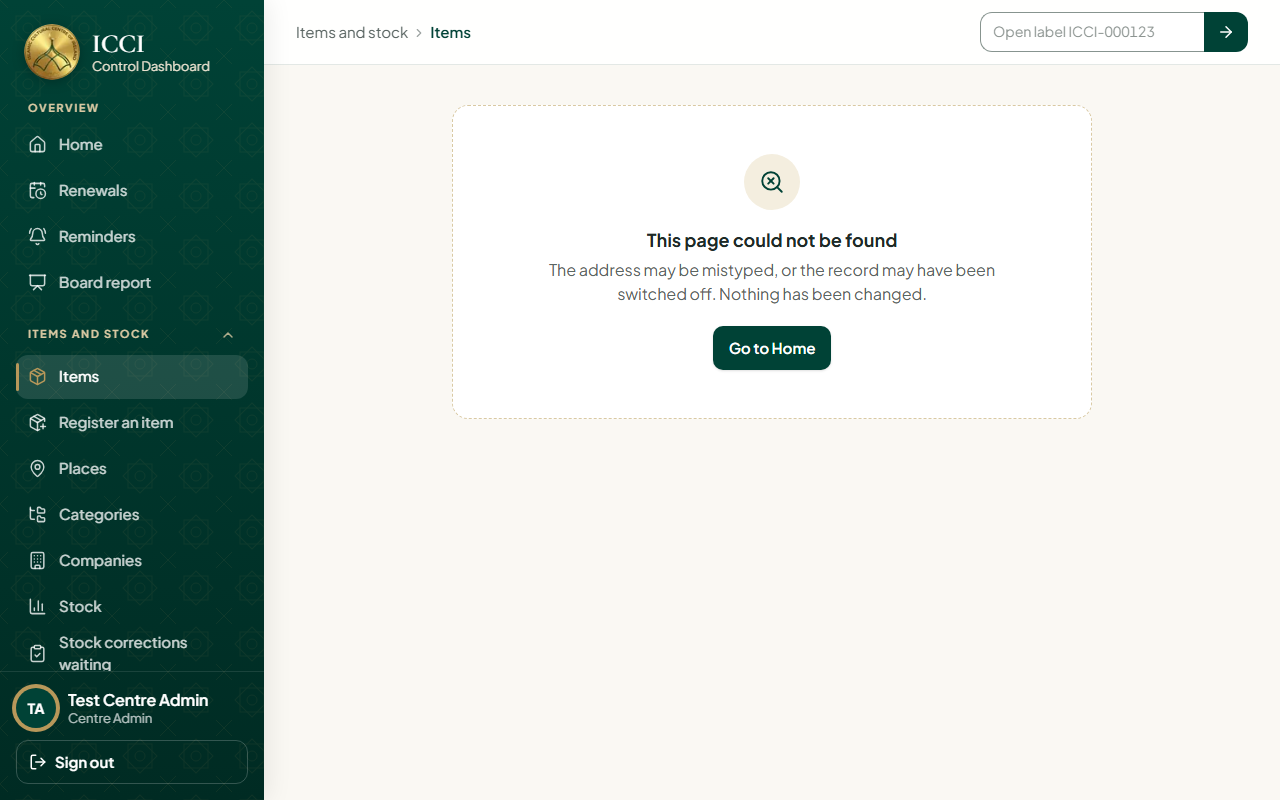 ICCI
Control Dashboard
OVERVIEW
Home
Renewals
Reminders
Board report
ITEMS AND STOCK
Items
Register an item
Places
Categories
Companies
Stock
Stock corrections
waiting
TA
Test Centre Admin
Centre Admin
Sign out
Items and stock
Items
Open label ICCI-000123
This page could not be found
The address may be mistyped, or the record may have been
switched off. Nothing has been changed.
Go to Home